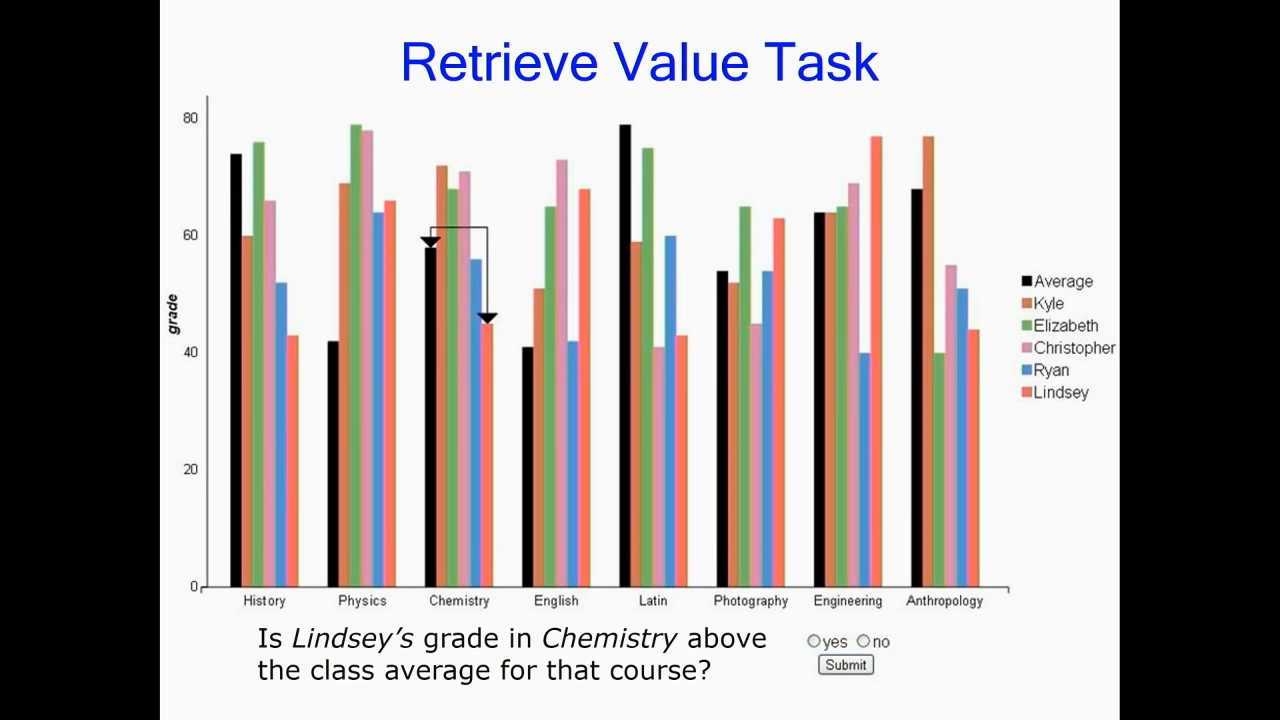 Retrieve Value Task
80
60
40
20
0
grade
History Physics Chemistry English Latin Photography Engineering Anthropology
Average
Kyle
Elizabeth
Christopher
Ryan
Lindsey
Is Lindsey’s grade in Chemistry above
the class average for that course?
yes no
Submit